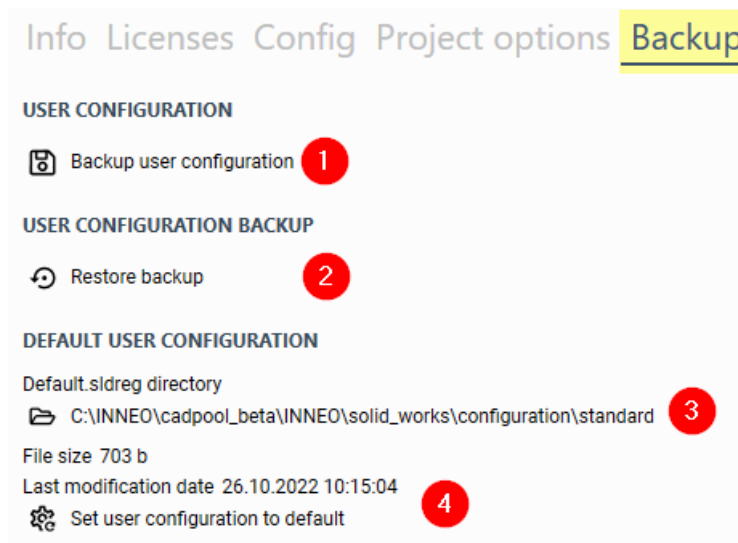 Info Licenses Config Project options Backup
USER CONFIGURATION
Backup user configuration 1
USER CONFIGURATION BACKUP
Restore backup 2
DEFAULT USER CONFIGURATION
Default.sldreg directory
C:\INNEO\cadpool_beta\INNEO\solid_works\configuration\standard 3
File size 703 b
Last modification date 26.10.2022 10:15:04
Set user configuration to default 4